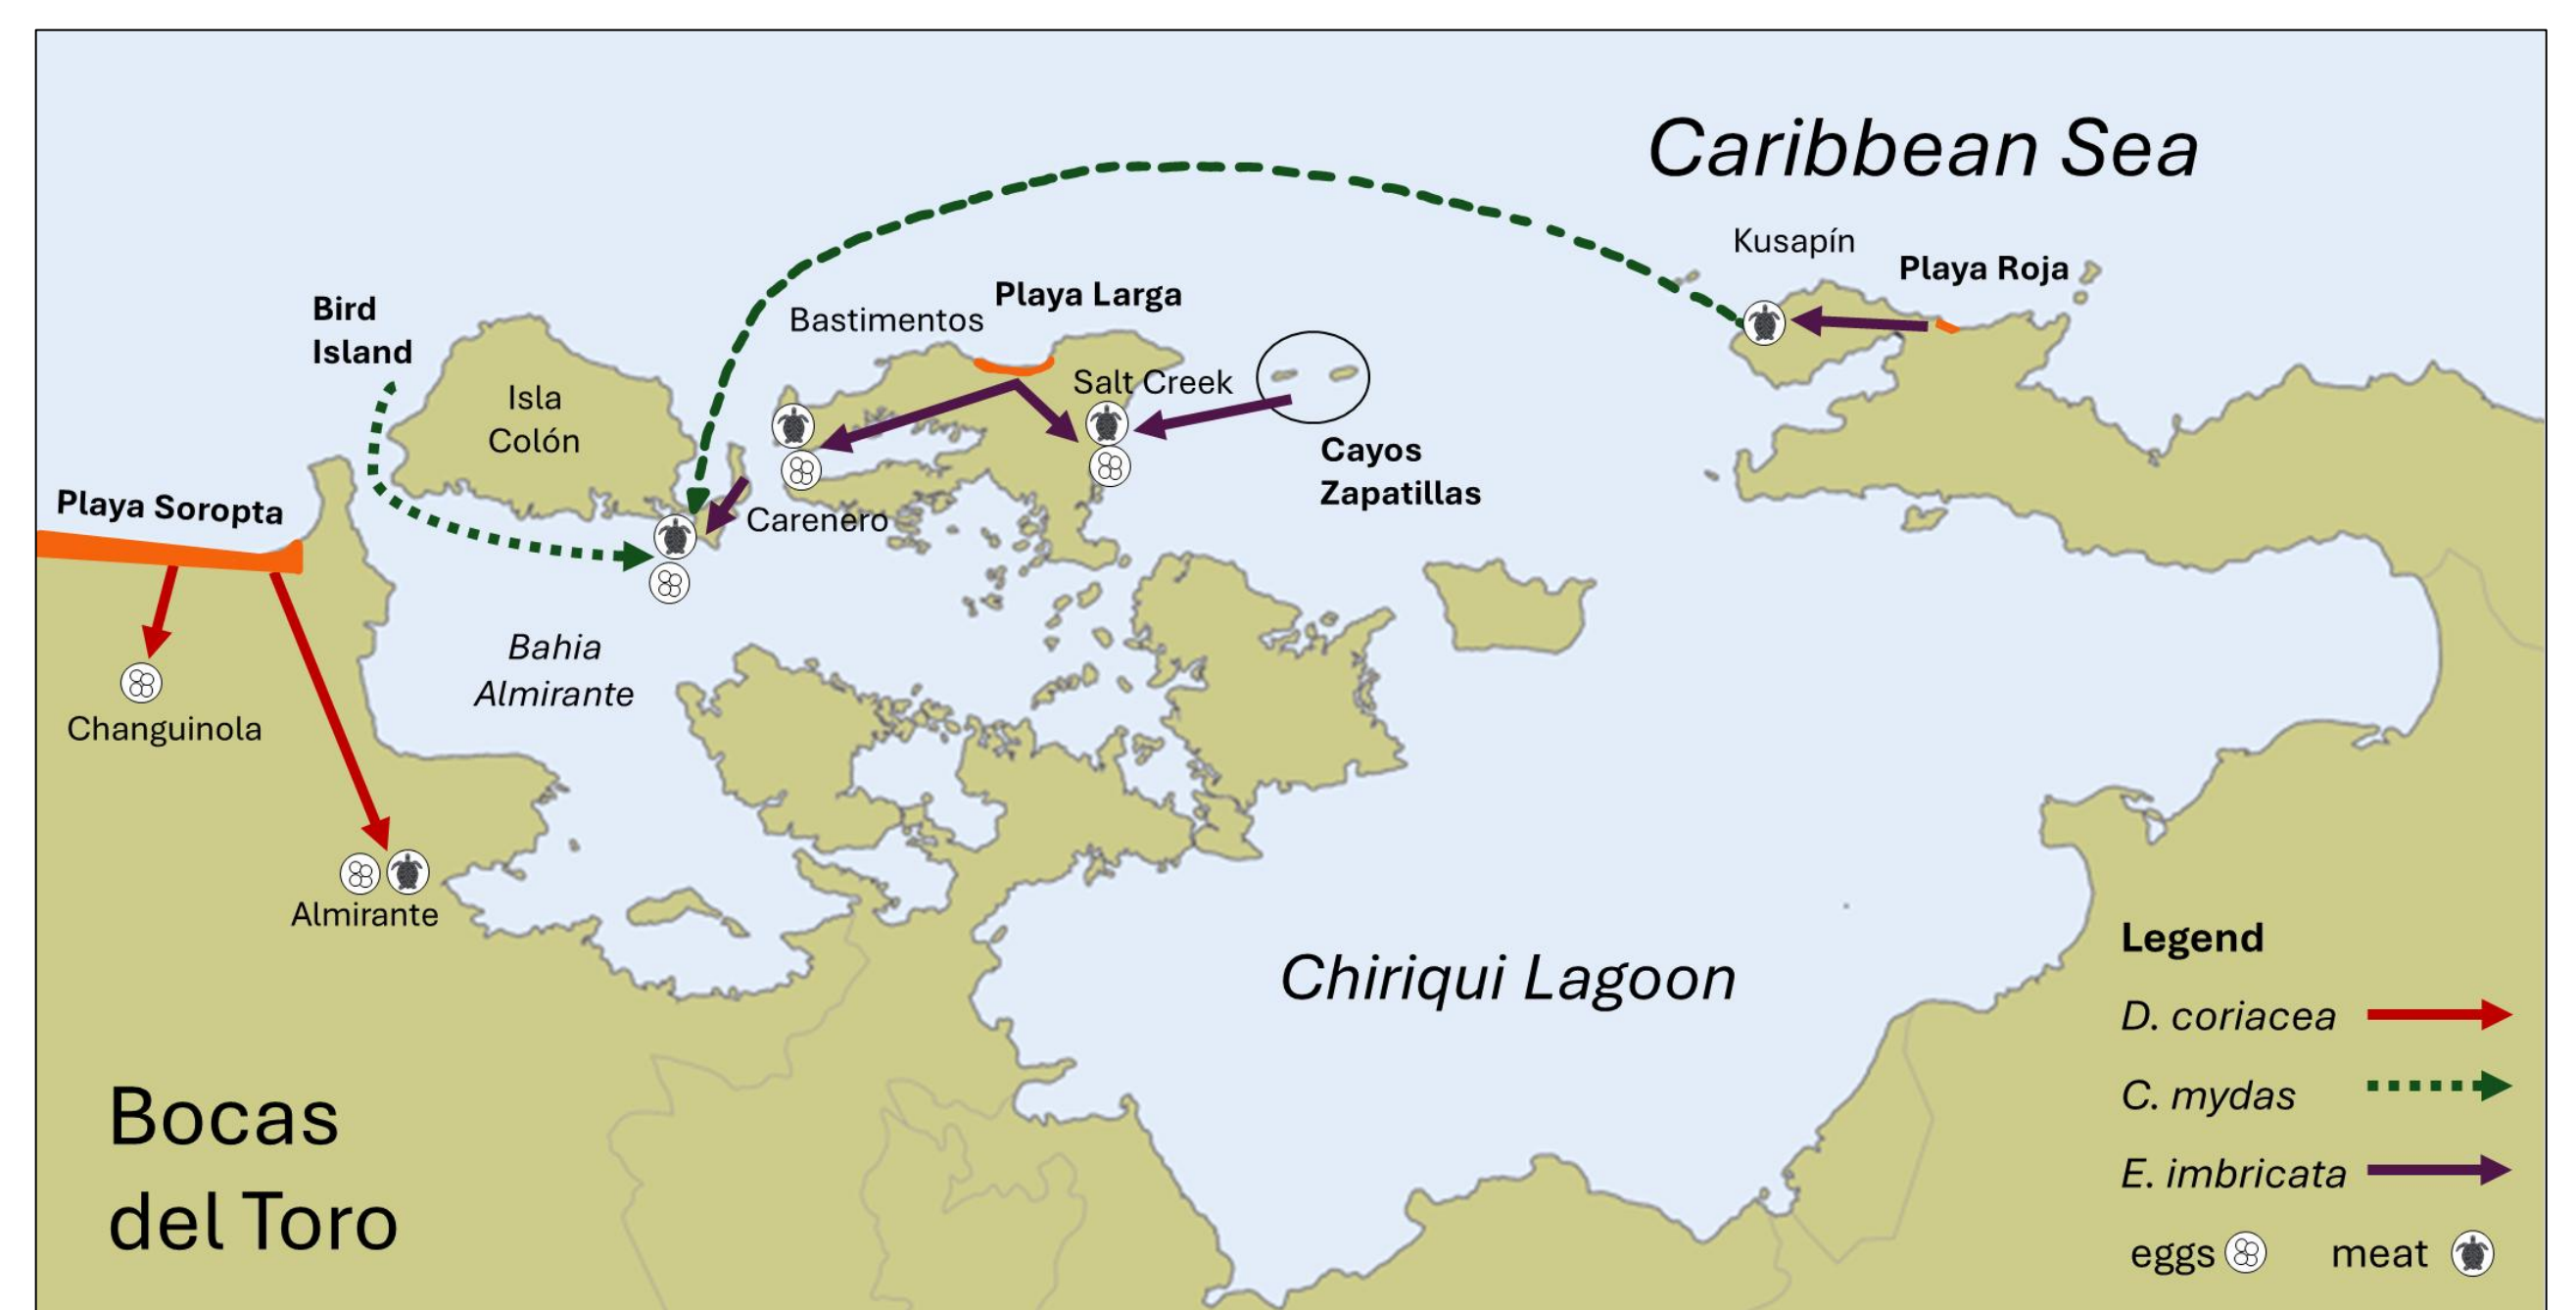 Caribbean Sea
Kusapín
Playa Roja
Playa Larga
Bastimentos
Bird
Island
Salt Creek
Isla
Colón
Cayos
Zapatillas
Playa Soropta
Carenero
Bahia
Almirante
Changuinola
Almirante
Chiriqui Lagoon
Bocas
del Toro
Legend
D. coriacea
C. mydas
E. imbricata
eggs meat